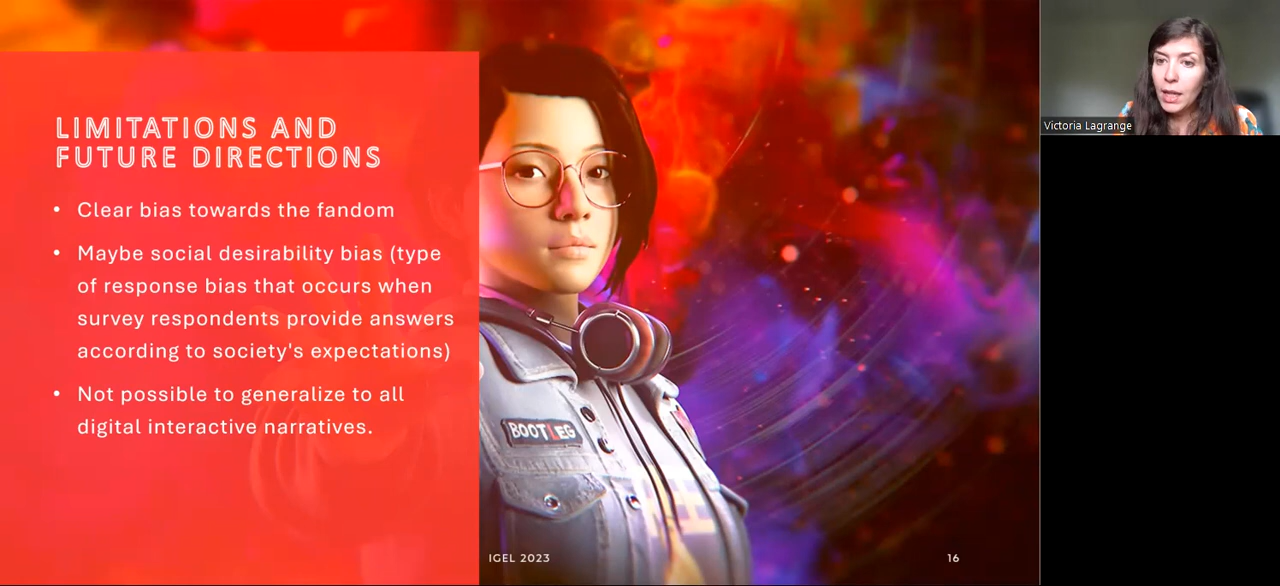 LIMITATIONS AND
FUTURE DIRECTIONS
• Clear bias towards the fandom
• Maybe social desirability bias (type
of response bias that occurs when
survey respondents provide answers
according to society's expectations)
• Not possible to generalize to all
digital interactive narratives.
BOOTLEG
IGEL 2023
16
Victoria Lagrange